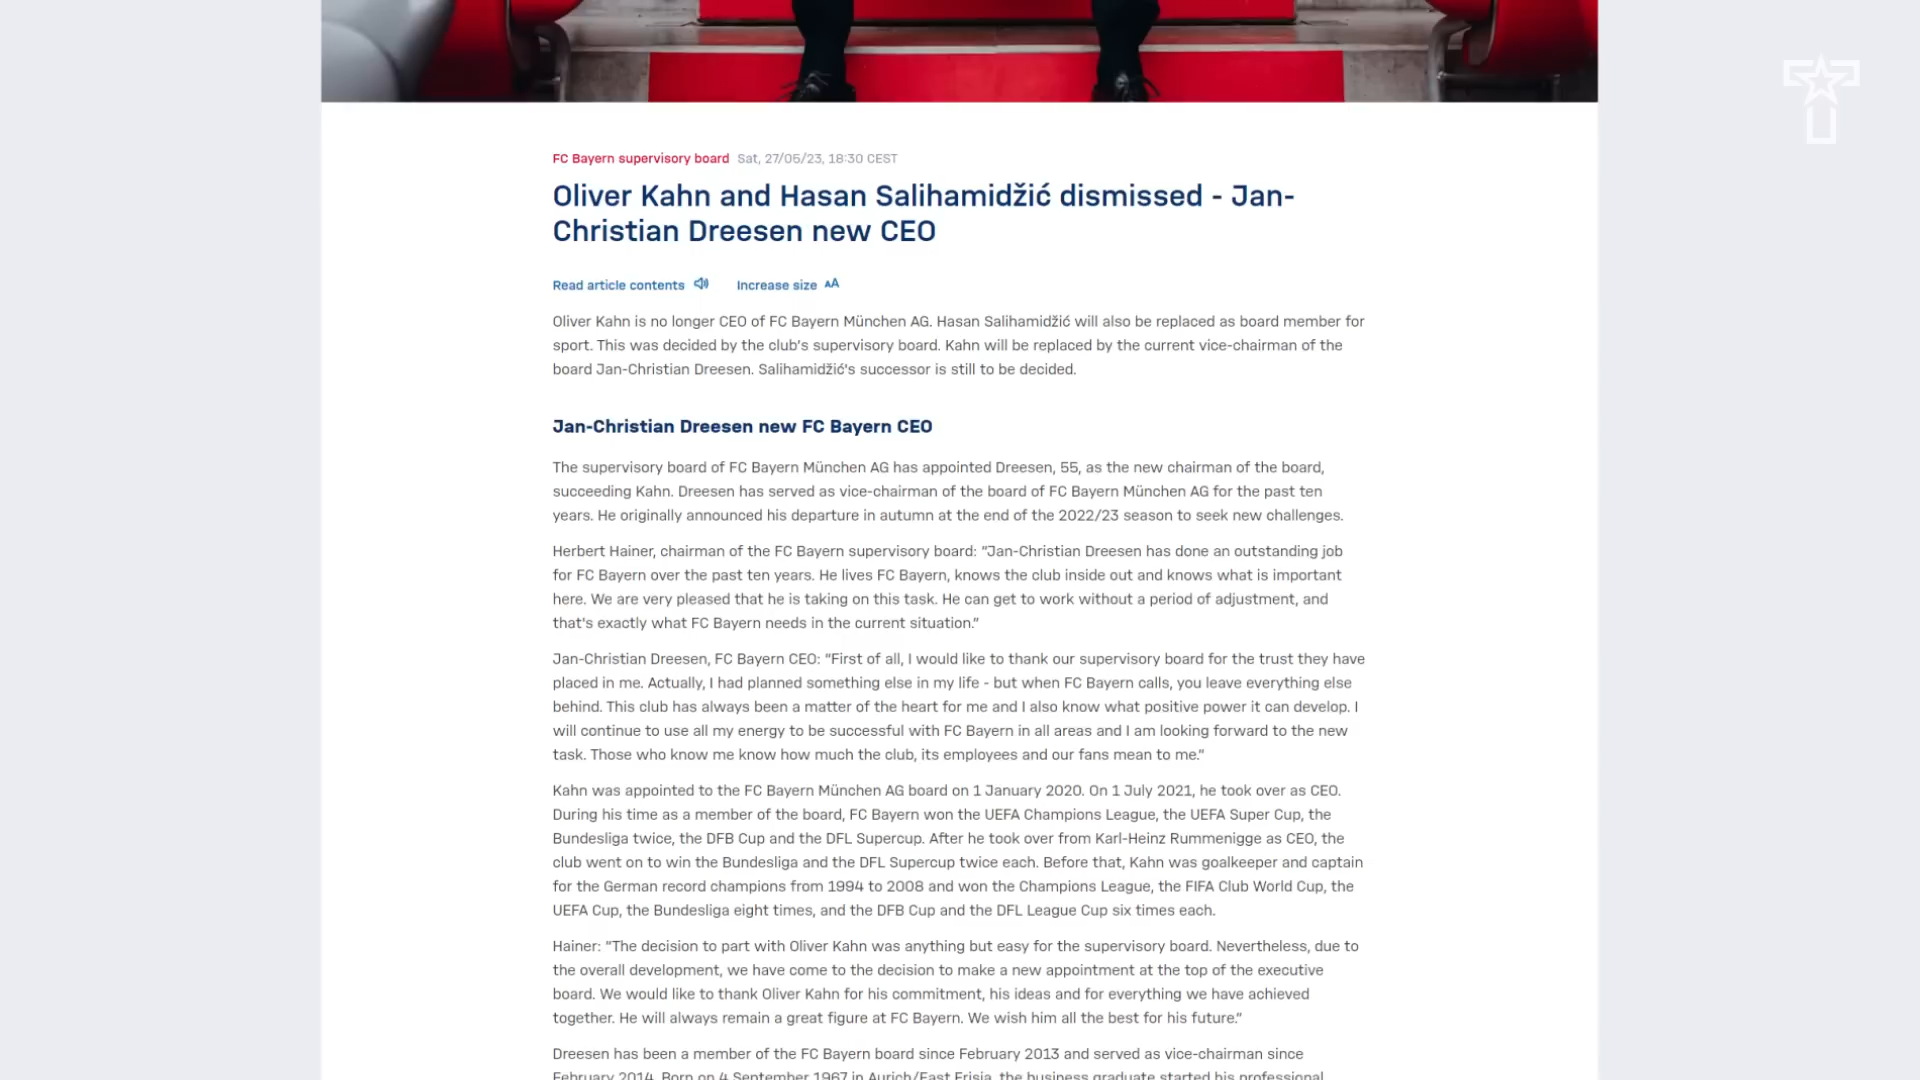 FC Bayern supervisory board Sat, 27/05/23, 18:30 CEST
Oliver Kahn and Hasan Salihamidžić dismissed - Jan-
Christian Dreesen new CEO
Read article contents Increase size AA
Oliver Kahn is no longer CEO of FC Bayern München AG. Hasan Salihamidžić will also be replaced as board member for
sport. This was decided by the club's supervisory board. Kahn will be replaced by the current vice-chairman of the
board Jan-Christian Dreesen. Salihamidžić's successor is still to be decided.
Jan-Christian Dreesen new FC Bayern CEO
The supervisory board of FC Bayern München AG has appointed Dreesen, 55, as the new chairman of the board,
succeeding Kahn. Dreesen has served as vice-chairman of the board of FC Bayern München AG for the past ten
years. He originally announced his departure in autumn at the end of the 2022/23 season to seek new challenges.
Herbert Hainer, chairman of the FC Bayern supervisory board: “Jan-Christian Dreesen has done an outstanding job
for FC Bayern over the past ten years. He lives FC Bayern, knows the club inside out and knows what is important
here. We are very pleased that he is taking on this task. He can get to work without a period of adjustment, and
that's exactly what FC Bayern needs in the current situation.”
Jan-Christian Dreesen, FC Bayern CEO: “First of all, I would like to thank our supervisory board for the trust they have
placed in me. Actually, I had planned something else in my life - but when FC Bayern calls, you leave everything else
behind. This club has always been a matter of the heart for me and I also know what positive power it can develop. I
will continue to use all my energy to be successful with FC Bayern in all areas and I am looking forward to the new
task. Those who know me know how much the club, its employees and our fans mean to me.”
Kahn was appointed to the FC Bayern München AG board on 1 January 2020. On 1 July 2021, he took over as CEO.
During his time as a member of the board, FC Bayern won the UEFA Champions League, the UEFA Super Cup, the
Bundesliga twice, the DFB Cup and the DFL Supercup. After he took over from Karl-Heinz Rummenigge as CEO, the
club went on to win the Bundesliga and the DFL Supercup twice each. Before that, Kahn was goalkeeper and captain
for the German record champions from 1994 to 2008 and won the Champions League, the FIFA Club World Cup, the
UEFA Cup, the Bundesliga eight times, and the DFB Cup and the DFL League Cup six times each.
Hainer: “The decision to part with Oliver Kahn was anything but easy for the supervisory board. Nevertheless, due to
the overall development, we have come to the decision to make a new appointment at the top of the executive
board. We would like to thank Oliver Kahn for his commitment, his ideas and for everything we have achieved
together. He will always remain a great figure at FC Bayern. We wish him all the best for his future.”
Dreesen has been a member of the FC Bayern board since February 2013 and served as vice-chairman since
February 2014. Born on 4 September 1967 in Aurich/East Frisia, the business graduate started his professional